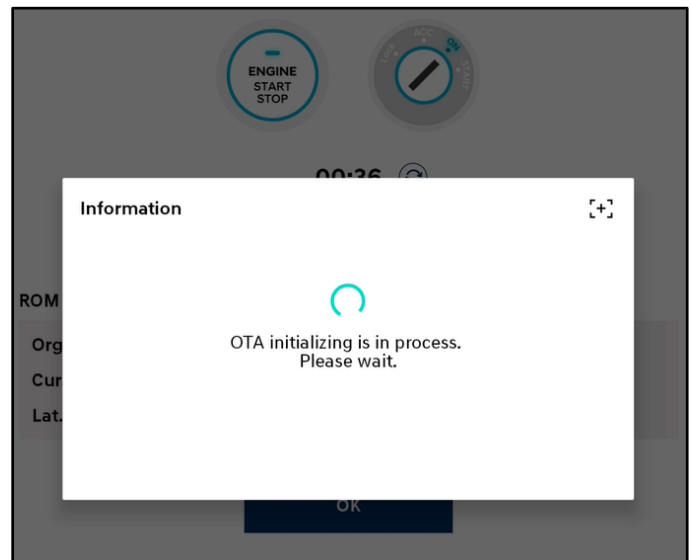 ENGINE
START
STOP
LOCK
ACC
ON
START
00:36
Information
[+]
ROM
OTA initializing is in process.
Please wait.
Org
Cur
Lat.
OK